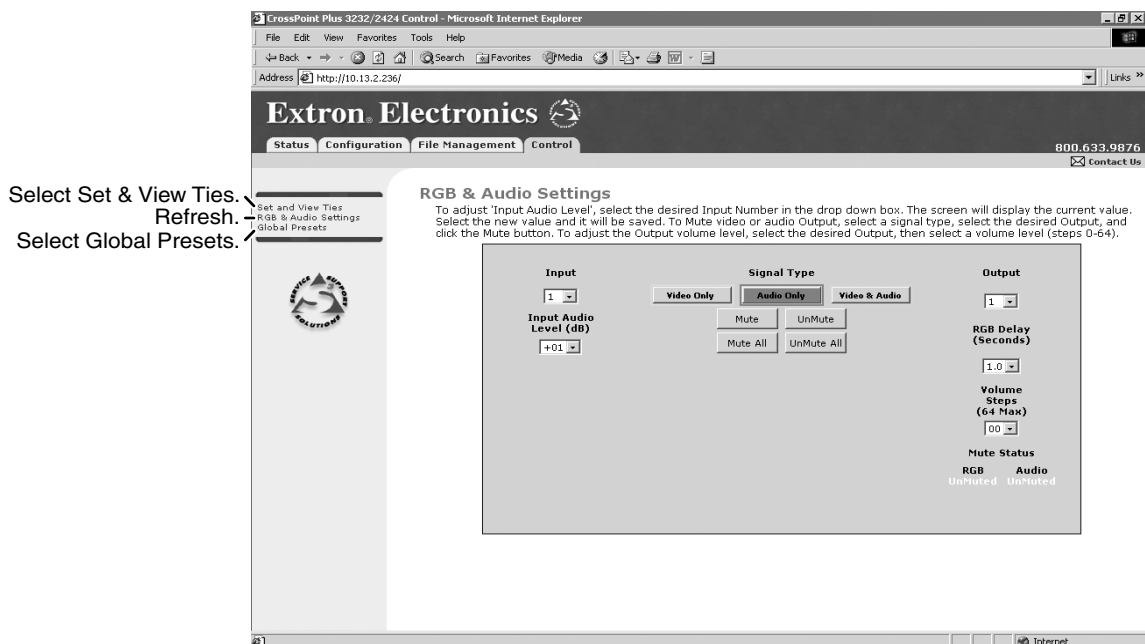 CrossPoint Plus 3232/2424 Control - Microsoft Internet Explorer
File Edit View Favorites Tools Help
Back Search Favorites Media
Address http://10.13.2.236/ Links »
Extron® Electronics
Status Configuration File Management Control
800.633.9876
Contact Us
Select Set & View Ties.
Refresh.
Select Global Presets.
Set and View Ties
RGB & Audio Settings
Global Presets
SERVICE SUPPORT SOLUTIONS
S3
RGB & Audio Settings
To adjust 'Input Audio Level', select the desired Input Number in the drop down box. The screen will display the current value.
Select the new value and it will be saved. To Mute video or audio Output, select a signal type, select the desired Output, and
click the Mute button. To adjust the Output volume level, select the desired Output, then select a volume level (steps 0-64).
Input
1
Input Audio
Level (dB)
+01
Signal Type
Video Only Audio Only Video & Audio
Mute UnMute
Mute All UnMute All
Output
1
RGB Delay
(Seconds)
1.0
Volume
Steps
(64 Max)
00
Mute Status
RGB Audio
UnMuted UnMuted
Internet